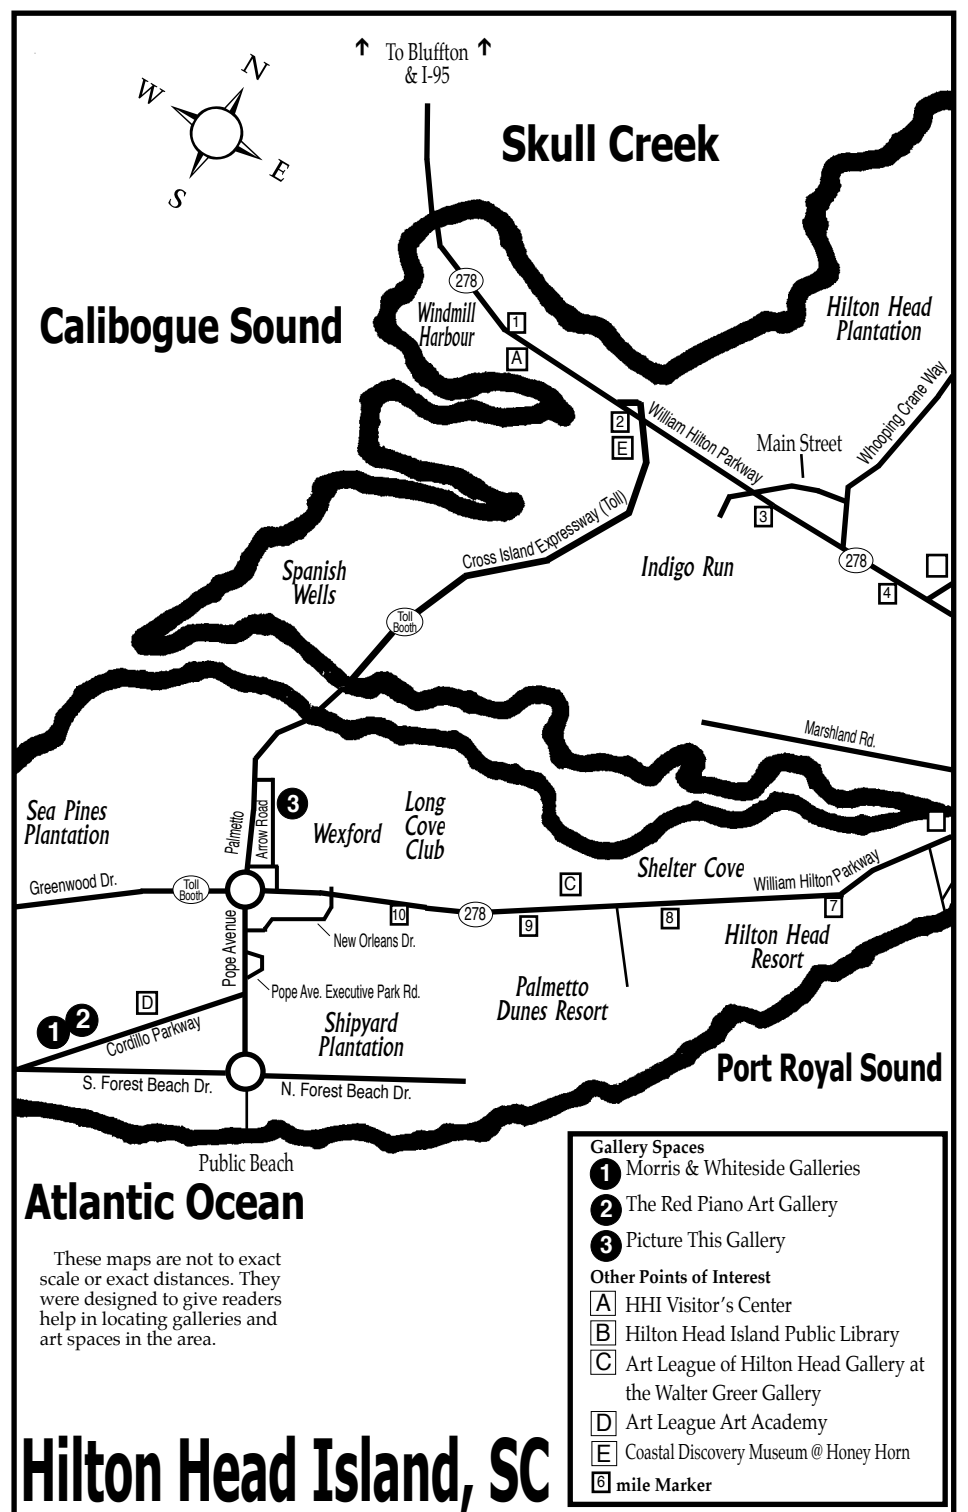 To Bluffton
& I-95
N
W
E
S
Skull Creek
278
Windmill
Harbour
Calibogue Sound
1
A
Hilton Head
Plantation
2
E
William Hilton Parkway
Main Street
Whooping Crane Way
3
Cross Island Expressway (Toll)
Indigo Run
278
4
Spanish
Wells
Toll
Booth
Marshland Rd.
Sea Pines
Plantation
Palmetto
Arrow Road
3
Wexford
Long
Cove
Club
Shelter Cove
William Hilton Parkway
Greenwood Dr.
Toll
Booth
C
10
278
9
8
7
Pope Avenue
New Orleans Dr.
Hilton Head
Resort
Pope Ave. Executive Park Rd.
Palmetto
Dunes Resort
D
1
2
Cordillo Parkway
Shipyard
Plantation
Port Royal Sound
S. Forest Beach Dr.
N. Forest Beach Dr.
Public Beach
Atlantic Ocean
These maps are not to exact
scale or exact distances. They
were designed to give readers
help in locating galleries and
art spaces in the area.
Gallery Spaces
1 Morris & Whiteside Galleries
2 The Red Piano Art Gallery
3 Picture This Gallery
Other Points of Interest
A HHI Visitor's Center
B Hilton Head Island Public Library
C Art League of Hilton Head Gallery at
the Walter Greer Gallery
D Art League Art Academy
E Coastal Discovery Museum @ Honey Horn
6 mile Marker
Hilton Head Island, SC